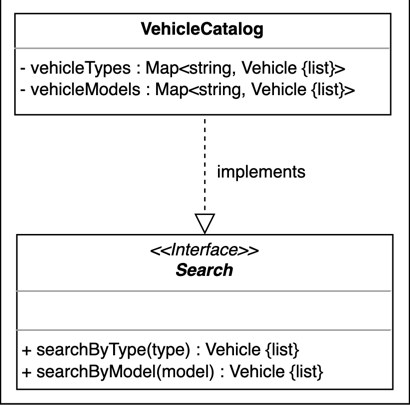 VehicleCatalog
- vehicleTypes : Map<string, Vehicle {list}>
- vehicleModels : Map<string, Vehicle {list}>
implements
<<Interface>>
Search
+ searchByType(type) : Vehicle {list}
+ searchByModel(model) : Vehicle {list}